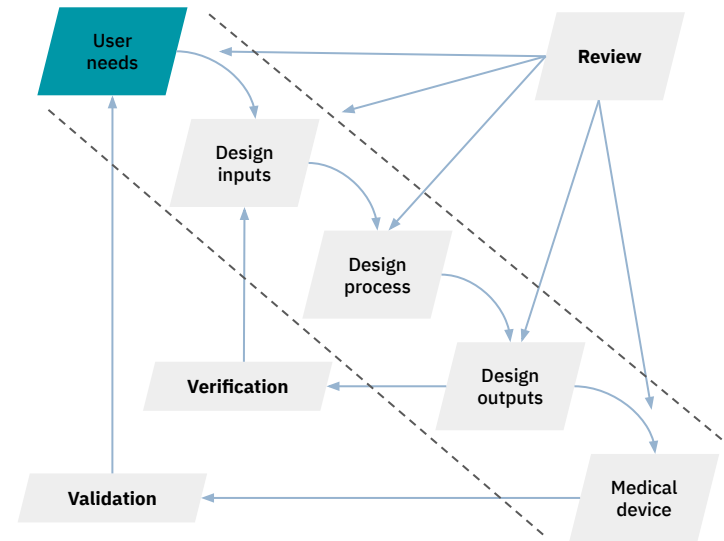 User
needs
Review
Design
inputs
Design
process
Verification
Design
outputs
Validation
Medical
device